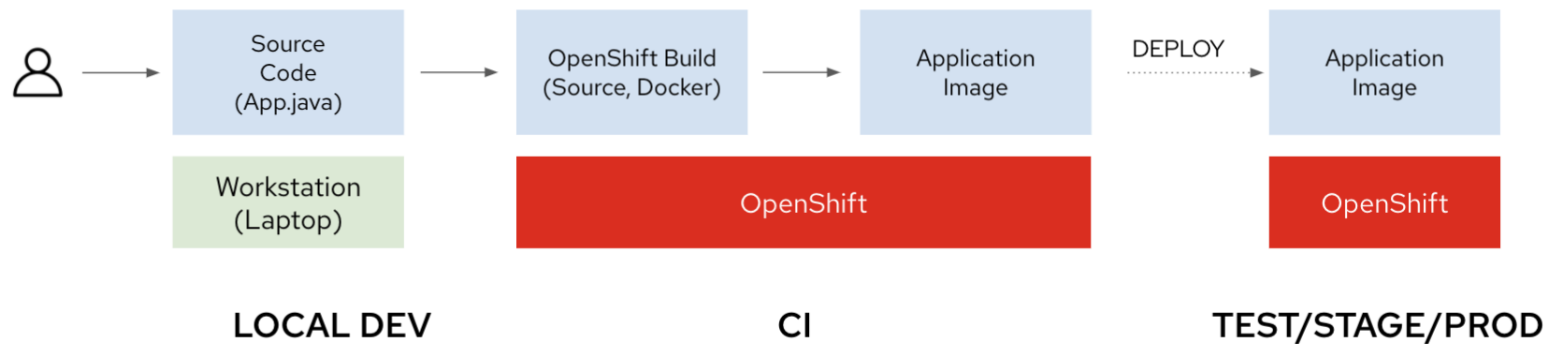 Source
Code
(App.java)
OpenShift Build
(Source, Docker)
Application
Image
DEPLOY
Application
Image
Workstation
(Laptop)
OpenShift
OpenShift
LOCAL DEV
CI
TEST/STAGE/PROD